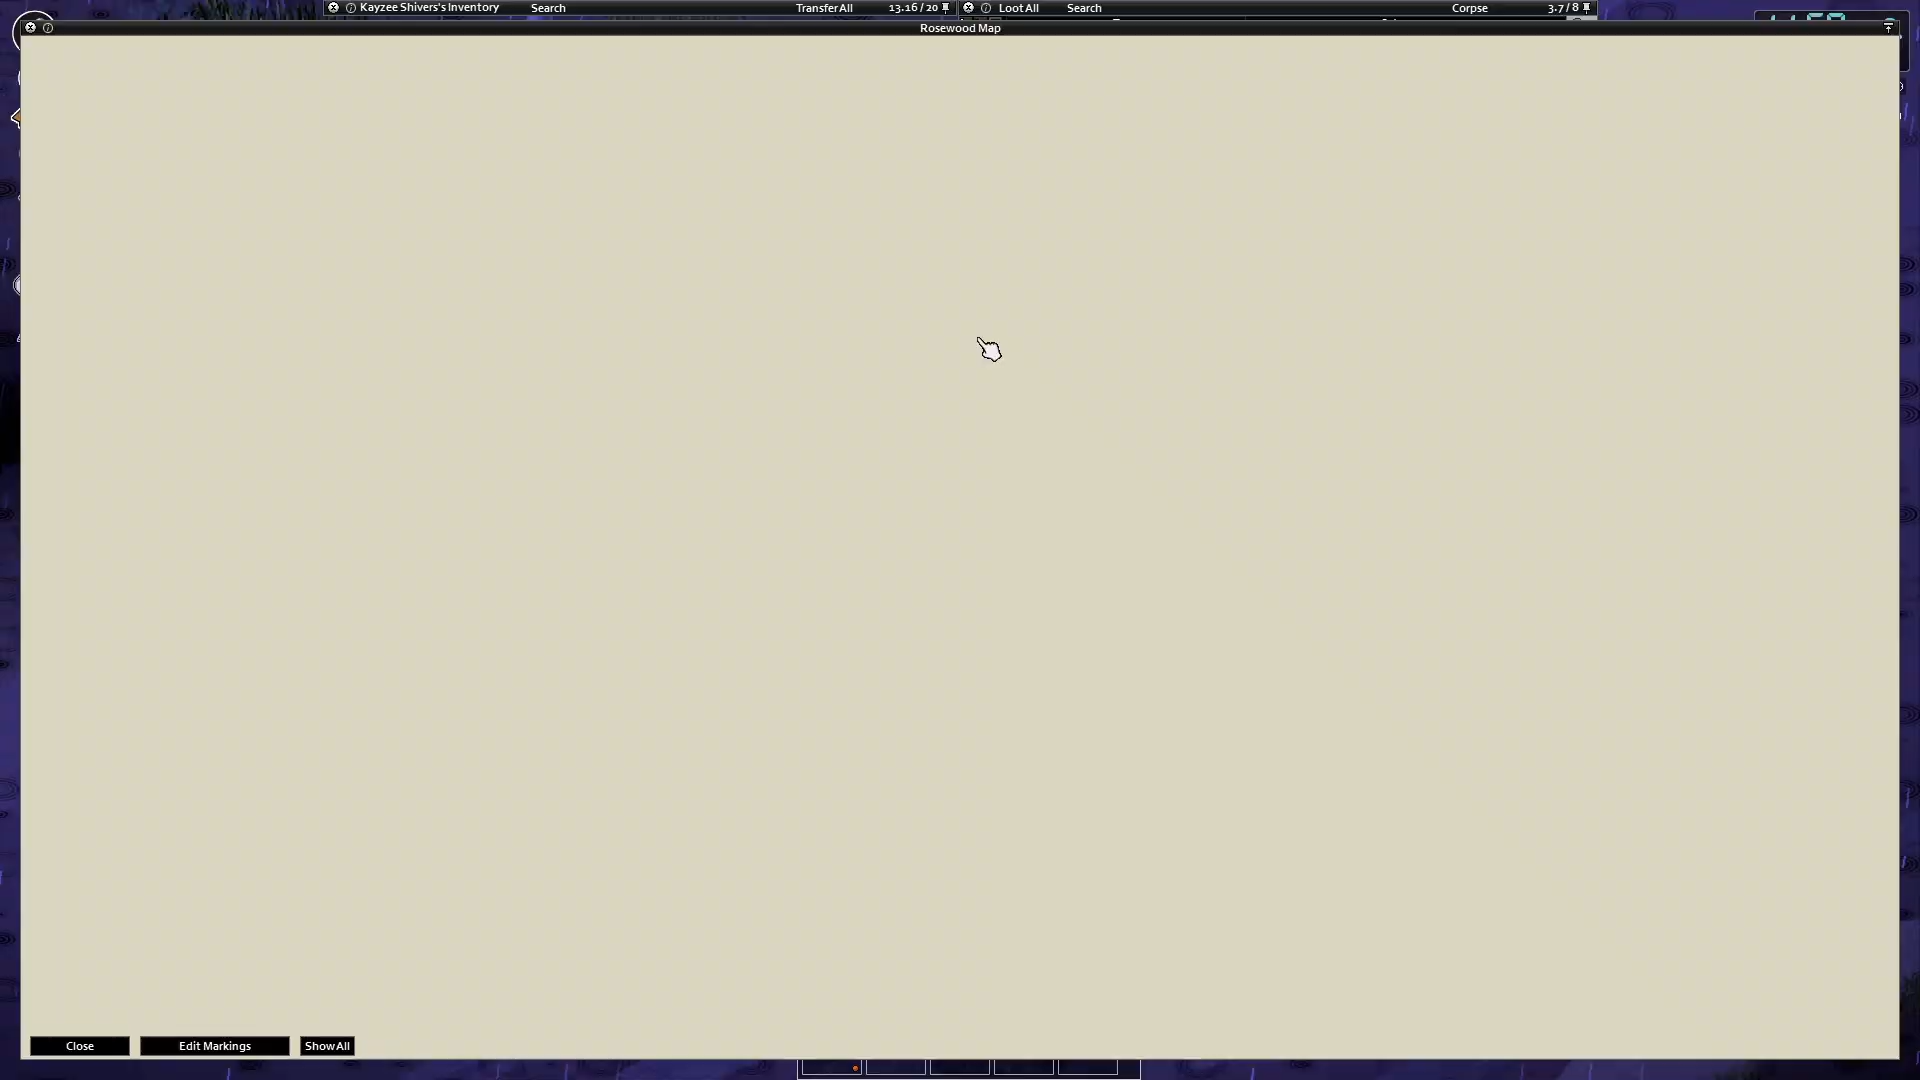 Kayzee Shivers's Inventory Search Transfer All 13.16 / 20 Loot All Search Corpse 3.7 / 8
Rosewood Map
Close Edit Markings Show All